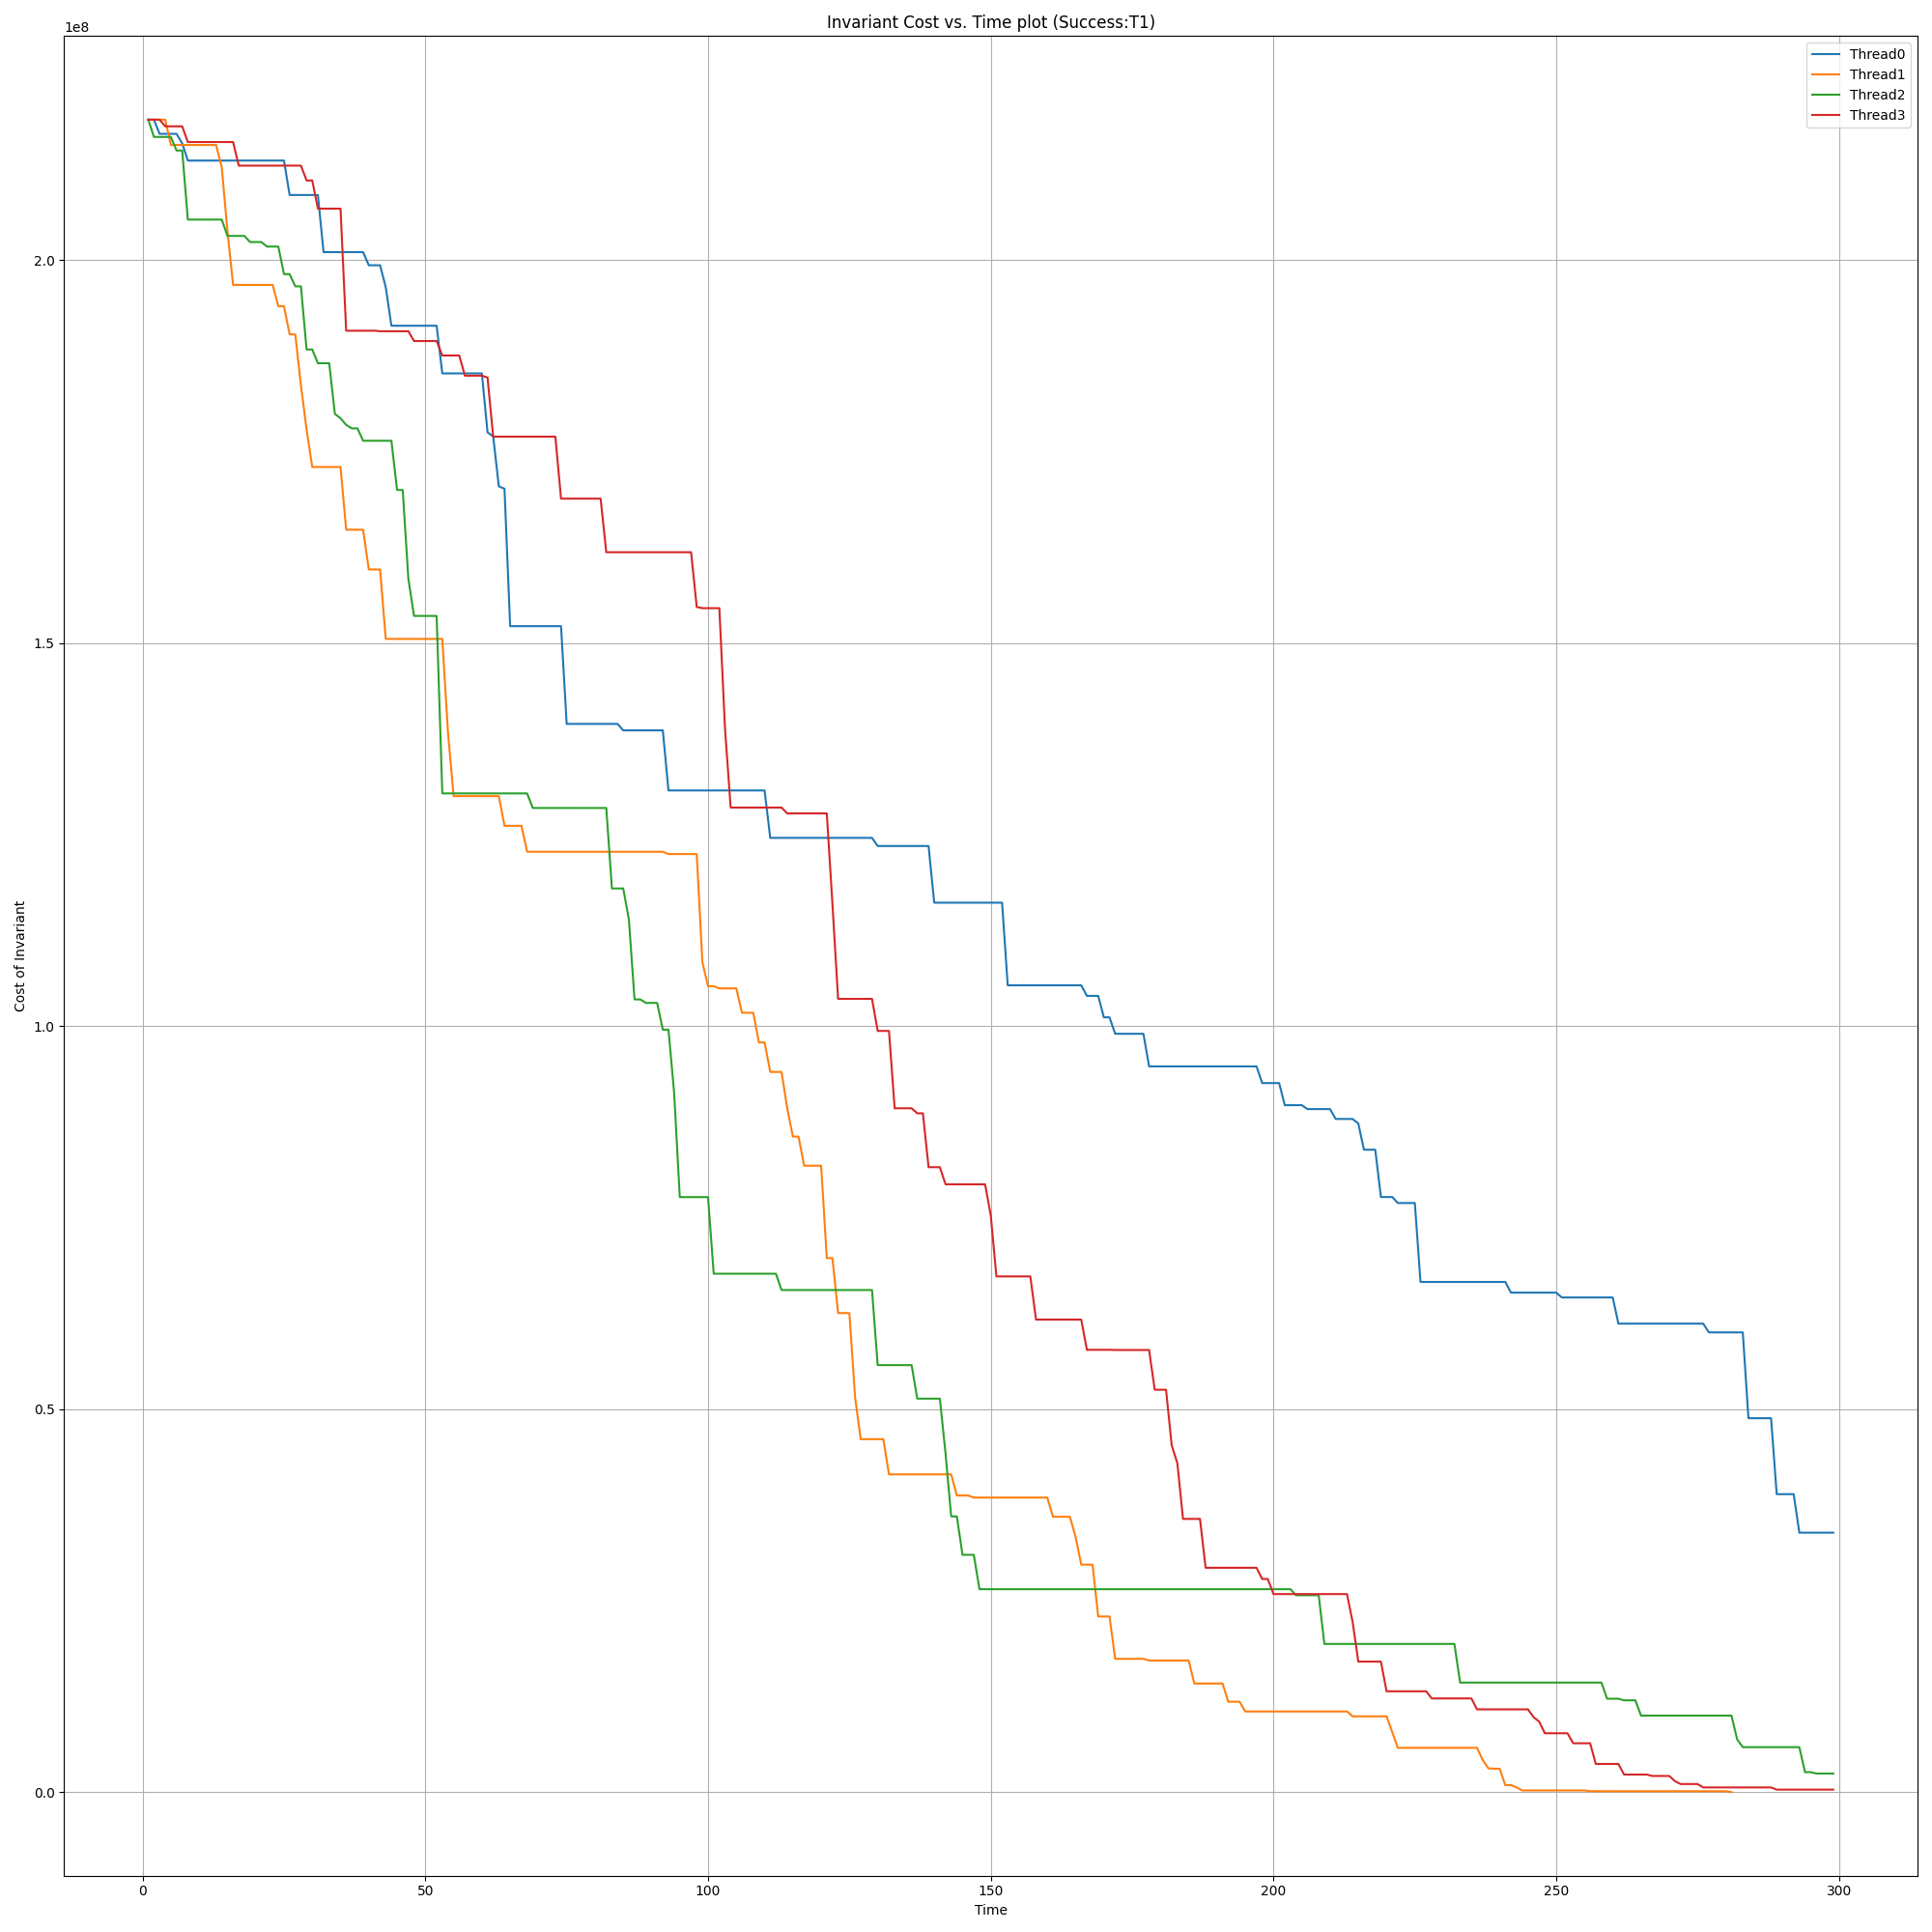 Invariant Cost vs. Time plot (Success:T1)
1e8
Thread0
Thread1
Thread2
Thread3
2.0
1.5
1.0
0.5
0.0
Cost of Invariant
0 50 100 150 200 250 300
Time